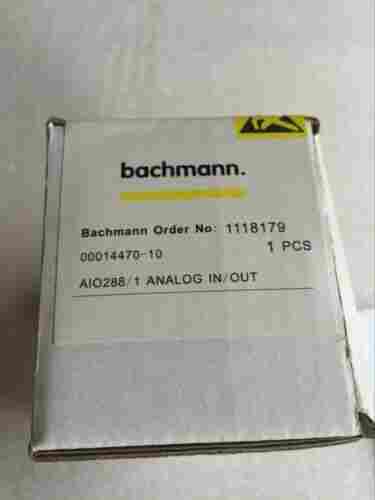 bachmann.
Bachmann Order No: 1118179
00014470-10 1 PCS
AIO288/1 ANALOG IN/OUT